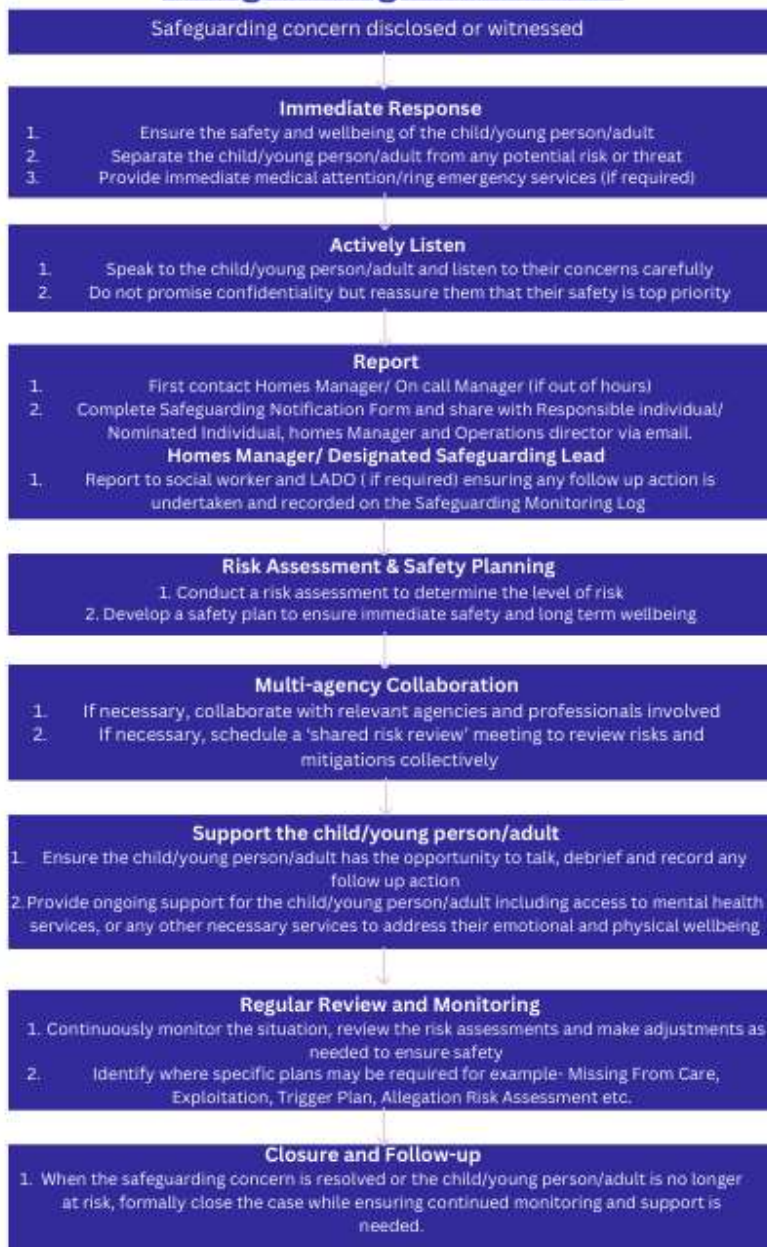 Safeguarding concern disclosed or witnessed
Immediate Response
1. Ensure the safety and wellbeing of the child/young person/adult
2. Separate the child/young person/adult from any potential risk or threat
3. Provide immediate medical attention/ring emergency services (if required)
Actively Listen
1. Speak to the child/young person/adult and listen to their concerns carefully
2. Do not promise confidentiality but reassure them that their safety is top priority
Report
1. First contact Homes Manager/ On call Manager (if out of hours)
2. Complete Safeguarding Notification Form and share with Responsible individual/
Nominated Individual, homes Manager and Operations director via email.
Homes Manager/ Designated Safeguarding Lead
1. Report to social worker and LADO ( if required) ensuring any follow up action is
undertaken and recorded on the Safeguarding Monitoring Log
Risk Assessment & Safety Planning
1. Conduct a risk assessment to determine the level of risk
2. Develop a safety plan to ensure immediate safety and long term wellbeing
Multi-agency Collaboration
1. If necessary, collaborate with relevant agencies and professionals involved
2. If necessary, schedule a ‘shared risk review’ meeting to review risks and
mitigations collectively
Support the child/young person/adult
1. Ensure the child/young person/adult has the opportunity to talk, debrief and record any
follow up action
2. Provide ongoing support for the child/young person/adult including access to mental health
services, or any other necessary services to address their emotional and physical wellbeing
Regular Review and Monitoring
1. Continuously monitor the situation, review the risk assessments and make adjustments as
needed to ensure safety
2. Identify where specific plans may be required for example- Missing From Care,
Exploitation, Trigger Plan, Allegation Risk Assessment etc.
Closure and Follow-up
1. When the safeguarding concern is resolved or the child/young person/adult is no longer
at risk, formally close the case while ensuring continued monitoring and support is
needed.